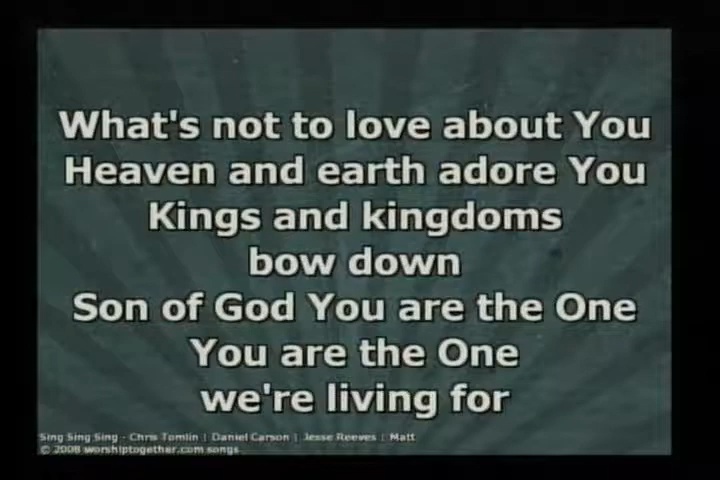 What's not to love about You
Heaven and earth adore You
Kings and kingdoms
bow down
Son of God You are the One
You are the One
we're living for
Sing Sing Sing - Chris Tomlin | Daniel Carson | Jesse Reeves | Matt
© 2008 worshiptogether.com songs